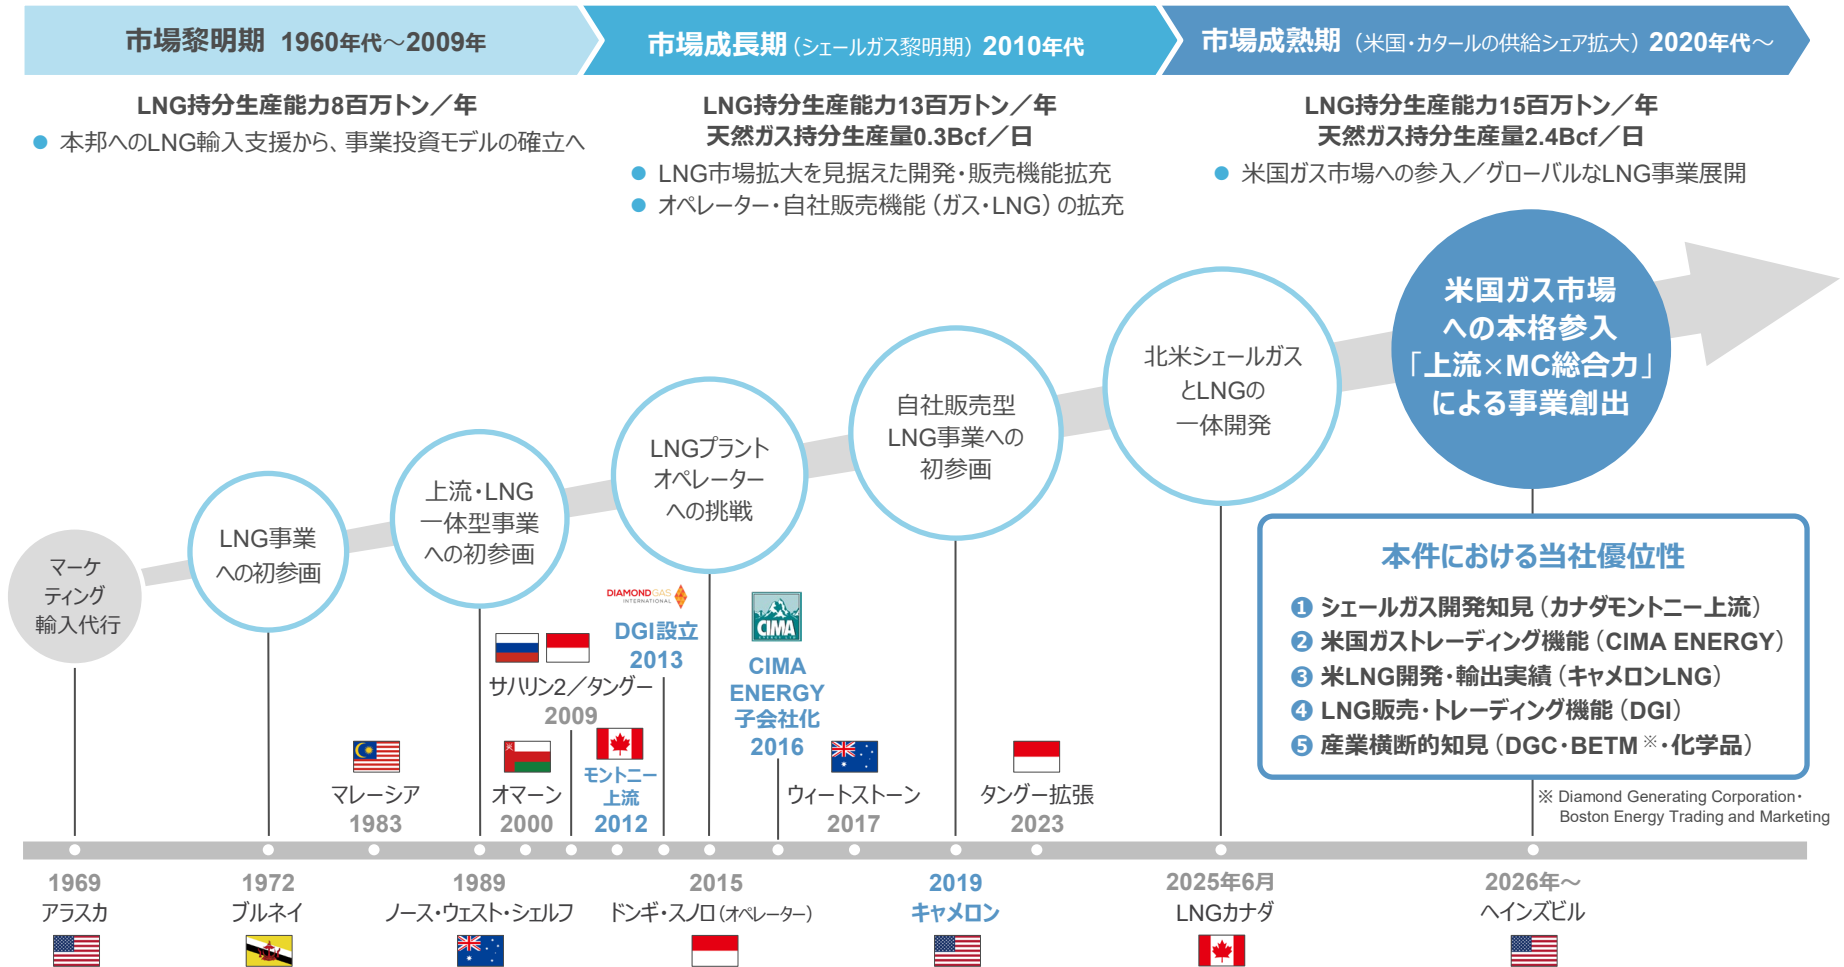 市場黎明期 1960年代～2009年
市場成長期（シェールガス黎明期）2010年代
市場成熟期（米国・カタールの供給シェア拡大）2020年代～
LNG持分生産能力8百万トン／年
● 本邦へのLNG輸入支援から、事業投資モデルの確立へ
LNG持分生産能力13百万トン／年
天然ガス持分生産量0.3Bcf／日
● LNG市場拡大を見据えた開発・販売機能拡充
● オペレーター・自社販売機能（ガス・LNG）の拡充
LNG持分生産能力15百万トン／年
天然ガス持分生産量2.4Bcf／日
● 米国ガス市場への参入／グローバルなLNG事業展開
マーケ
ティング
輸入代行
LNG事業
への初参画
上流・LNG
一体型事業
への初参画
LNGプラント
オペレーター
への挑戦
自社販売型
LNG事業への
初参画
北米シェールガス
とLNGの
一体開発
米国ガス市場
への本格参入
「上流×MC総合力」
による事業創出
本件における当社優位性
❶ シェールガス開発知見（カナダモントニー上流）
❷ 米国ガストレーディング機能（CIMA ENERGY）
❸ 米LNG開発・輸出実績（キャメロンLNG）
❹ LNG販売・トレーディング機能（DGI）
❺ 産業横断的知見（DGC・BETM※・化学品）
※ Diamond Generating Corporation・
Boston Energy Trading and Marketing
マレーシア
1983
サハリン2／タングー
2009
オマーン
2000
モントニー
上流
2012
DIAMONDGAS
INTERNATIONAL
DGI設立
2013
CIMA
CIMA
ENERGY
子会社化
2016
ウィートストーン
2017
タングー拡張
2023
1969
アラスカ
1972
ブルネイ
1989
ノース・ウェスト・シェルフ
2015
ドンギ・スノロ（オペレーター）
2019
キャメロン
2025年6月
LNGカナダ
2026年～
ヘインズビル